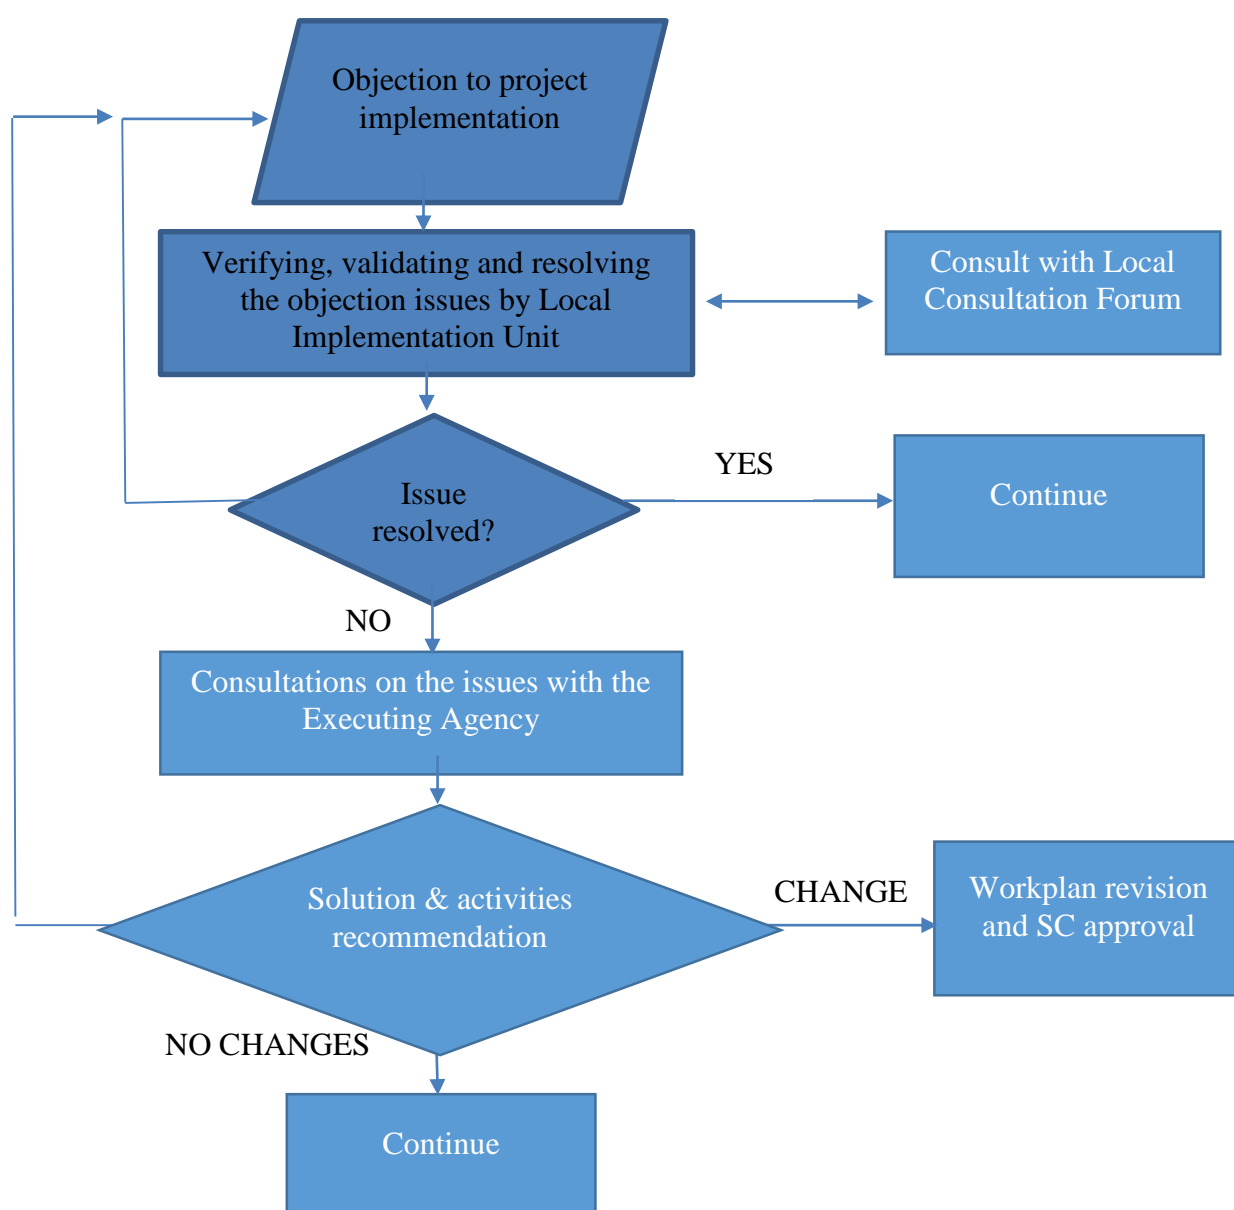 Objection to project
implementation
Verifying, validating and resolving
the objection issues by Local
Implementation Unit
Consult with Local
Consultation Forum
Issue
resolved?
YES
Continue
NO
Consultations on the issues with the
Executing Agency
Solution & activities
recommendation
CHANGE
Workplan revision
and SC approval
NO CHANGES
Continue